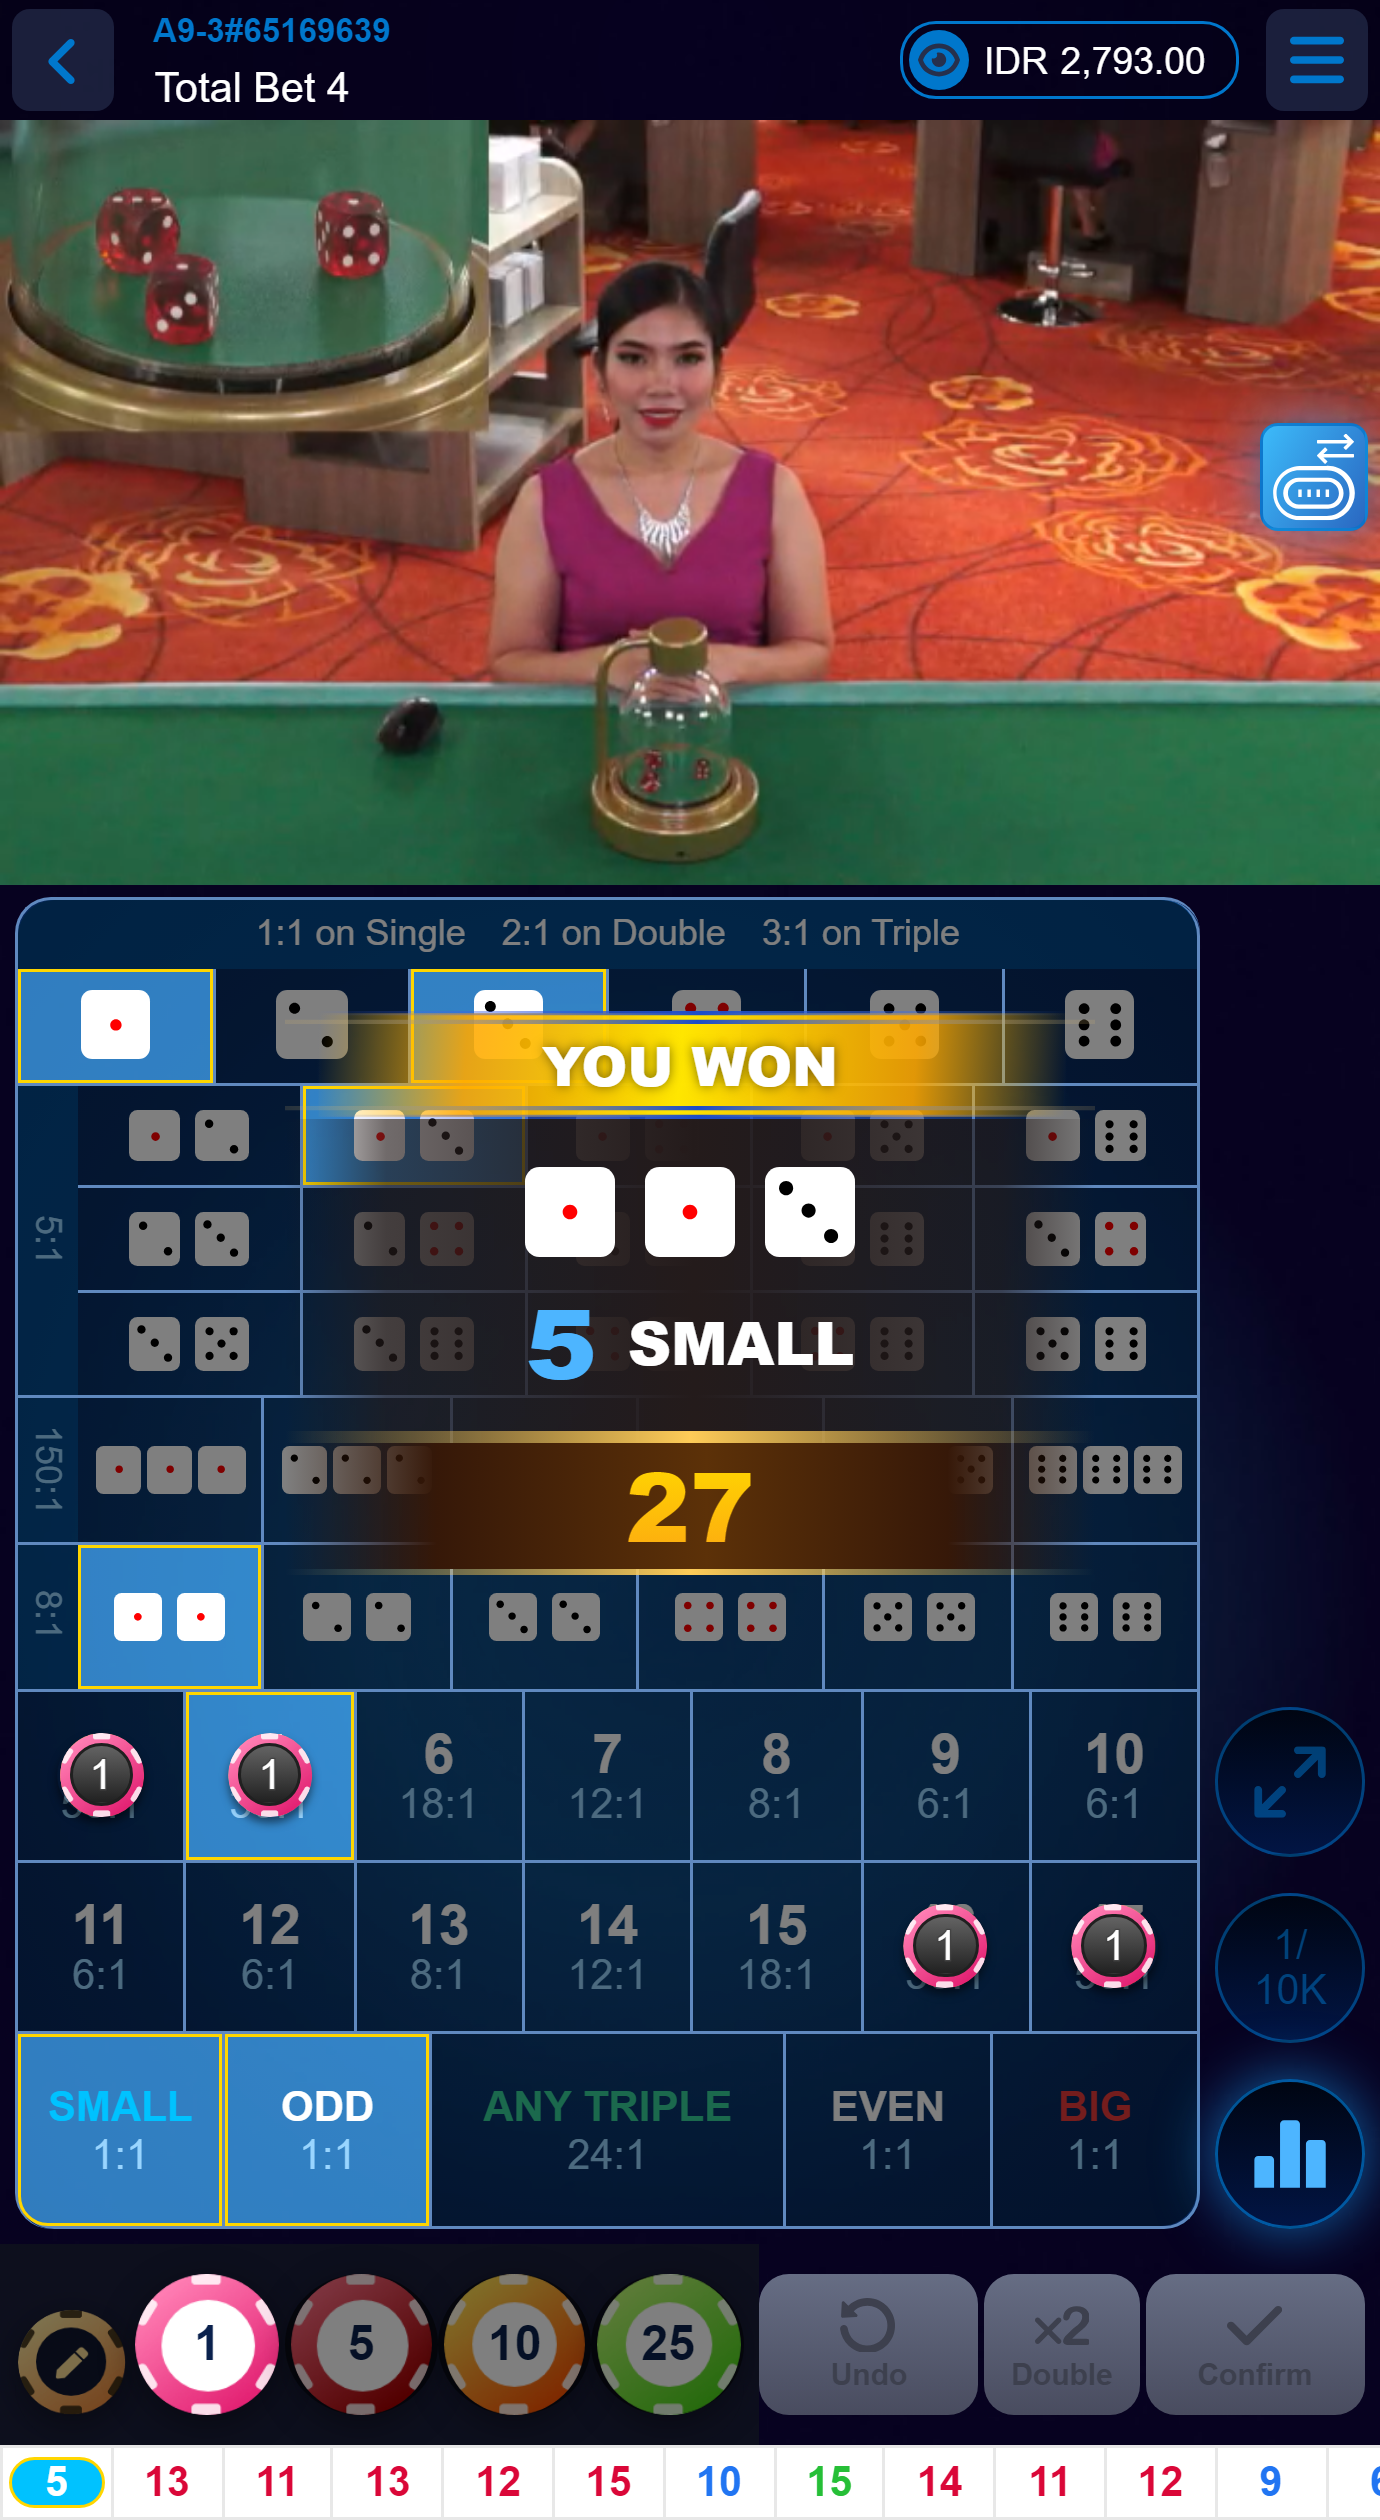 A9-3#65169639
Total Bet 4
IDR 2,793.00
1:1 on Single 2:1 on Double 3:1 on Triple
YOU WON
5:1
5 SMALL
150:1
27
8:1
1 1 6 7 8 9 10
18:1 12:1 8:1 6:1 6:1
11 12 13 14 15 1 1
6:1 6:1 8:1 12:1 18:1
1/
10K
SMALL ODD ANY TRIPLE EVEN BIG
1:1 1:1 24:1 1:1 1:1
1 5 10 25
x2
Undo Double Confirm
5 13 11 13 12 15 10 15 14 11 12 9